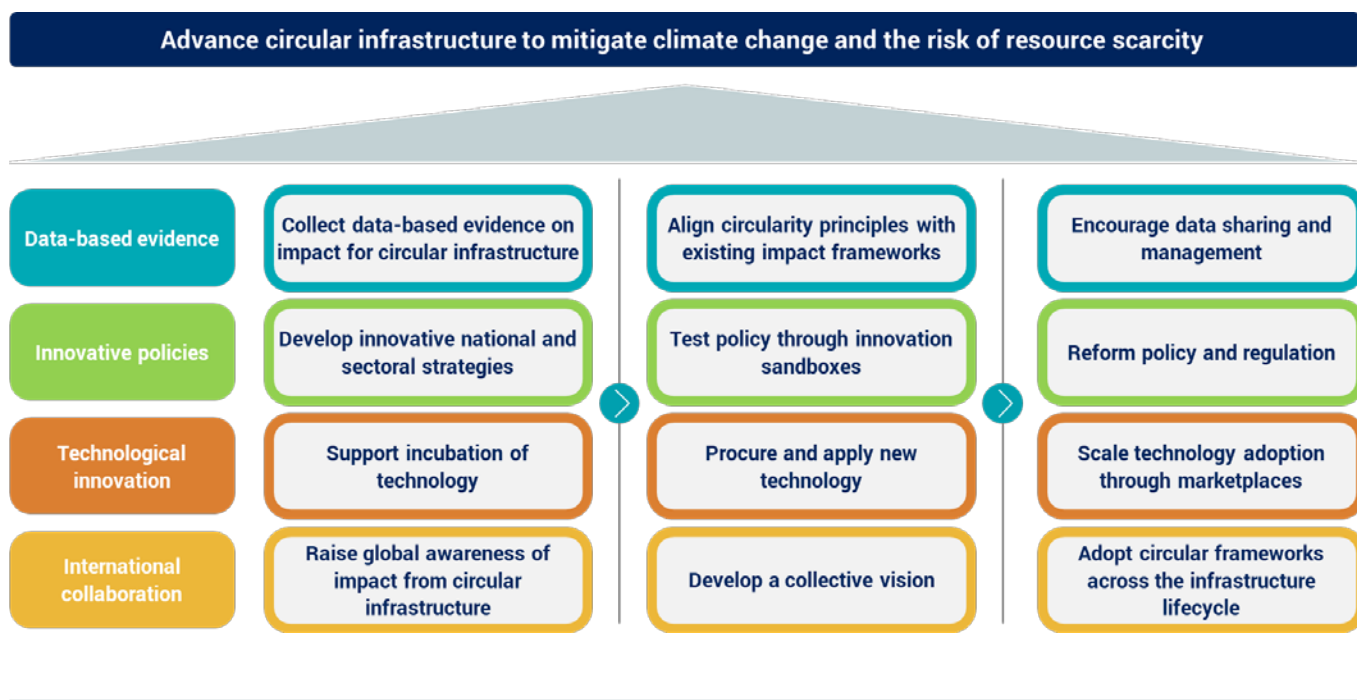 Advance circular infrastructure to mitigate climate change and the risk of resource scarcity
Data-based evidence
Collect data-based evidence on
impact for circular infrastructure
Align circularity principles with
existing impact frameworks
Encourage data sharing and
management
Innovative policies
Develop innovative national and
sectoral strategies
Test policy through innovation
sandboxes
Reform policy and regulation
Technological
innovation
Support incubation of
technology
Procure and apply new
technology
Scale technology adoption
through marketplaces
International
collaboration
Raise global awareness of
impact from circular
infrastructure
Develop a collective vision
Adopt circular frameworks
across the infrastructure
lifecycle